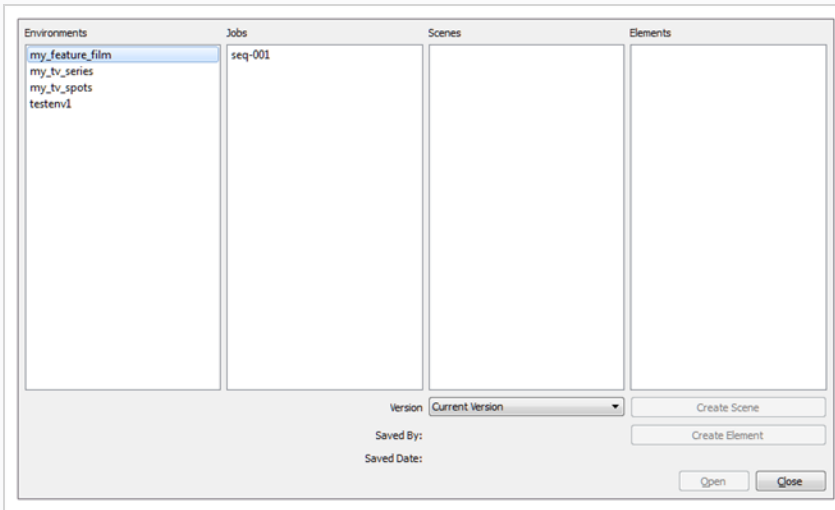 Environments
Jobs
Scenes
Elements
my_feature_film
seq-001
my_tv_series
my_tv_spots
testenv1
Version
Current Version
Create Scene
Saved By:
Create Element
Saved Date:
Open
Close